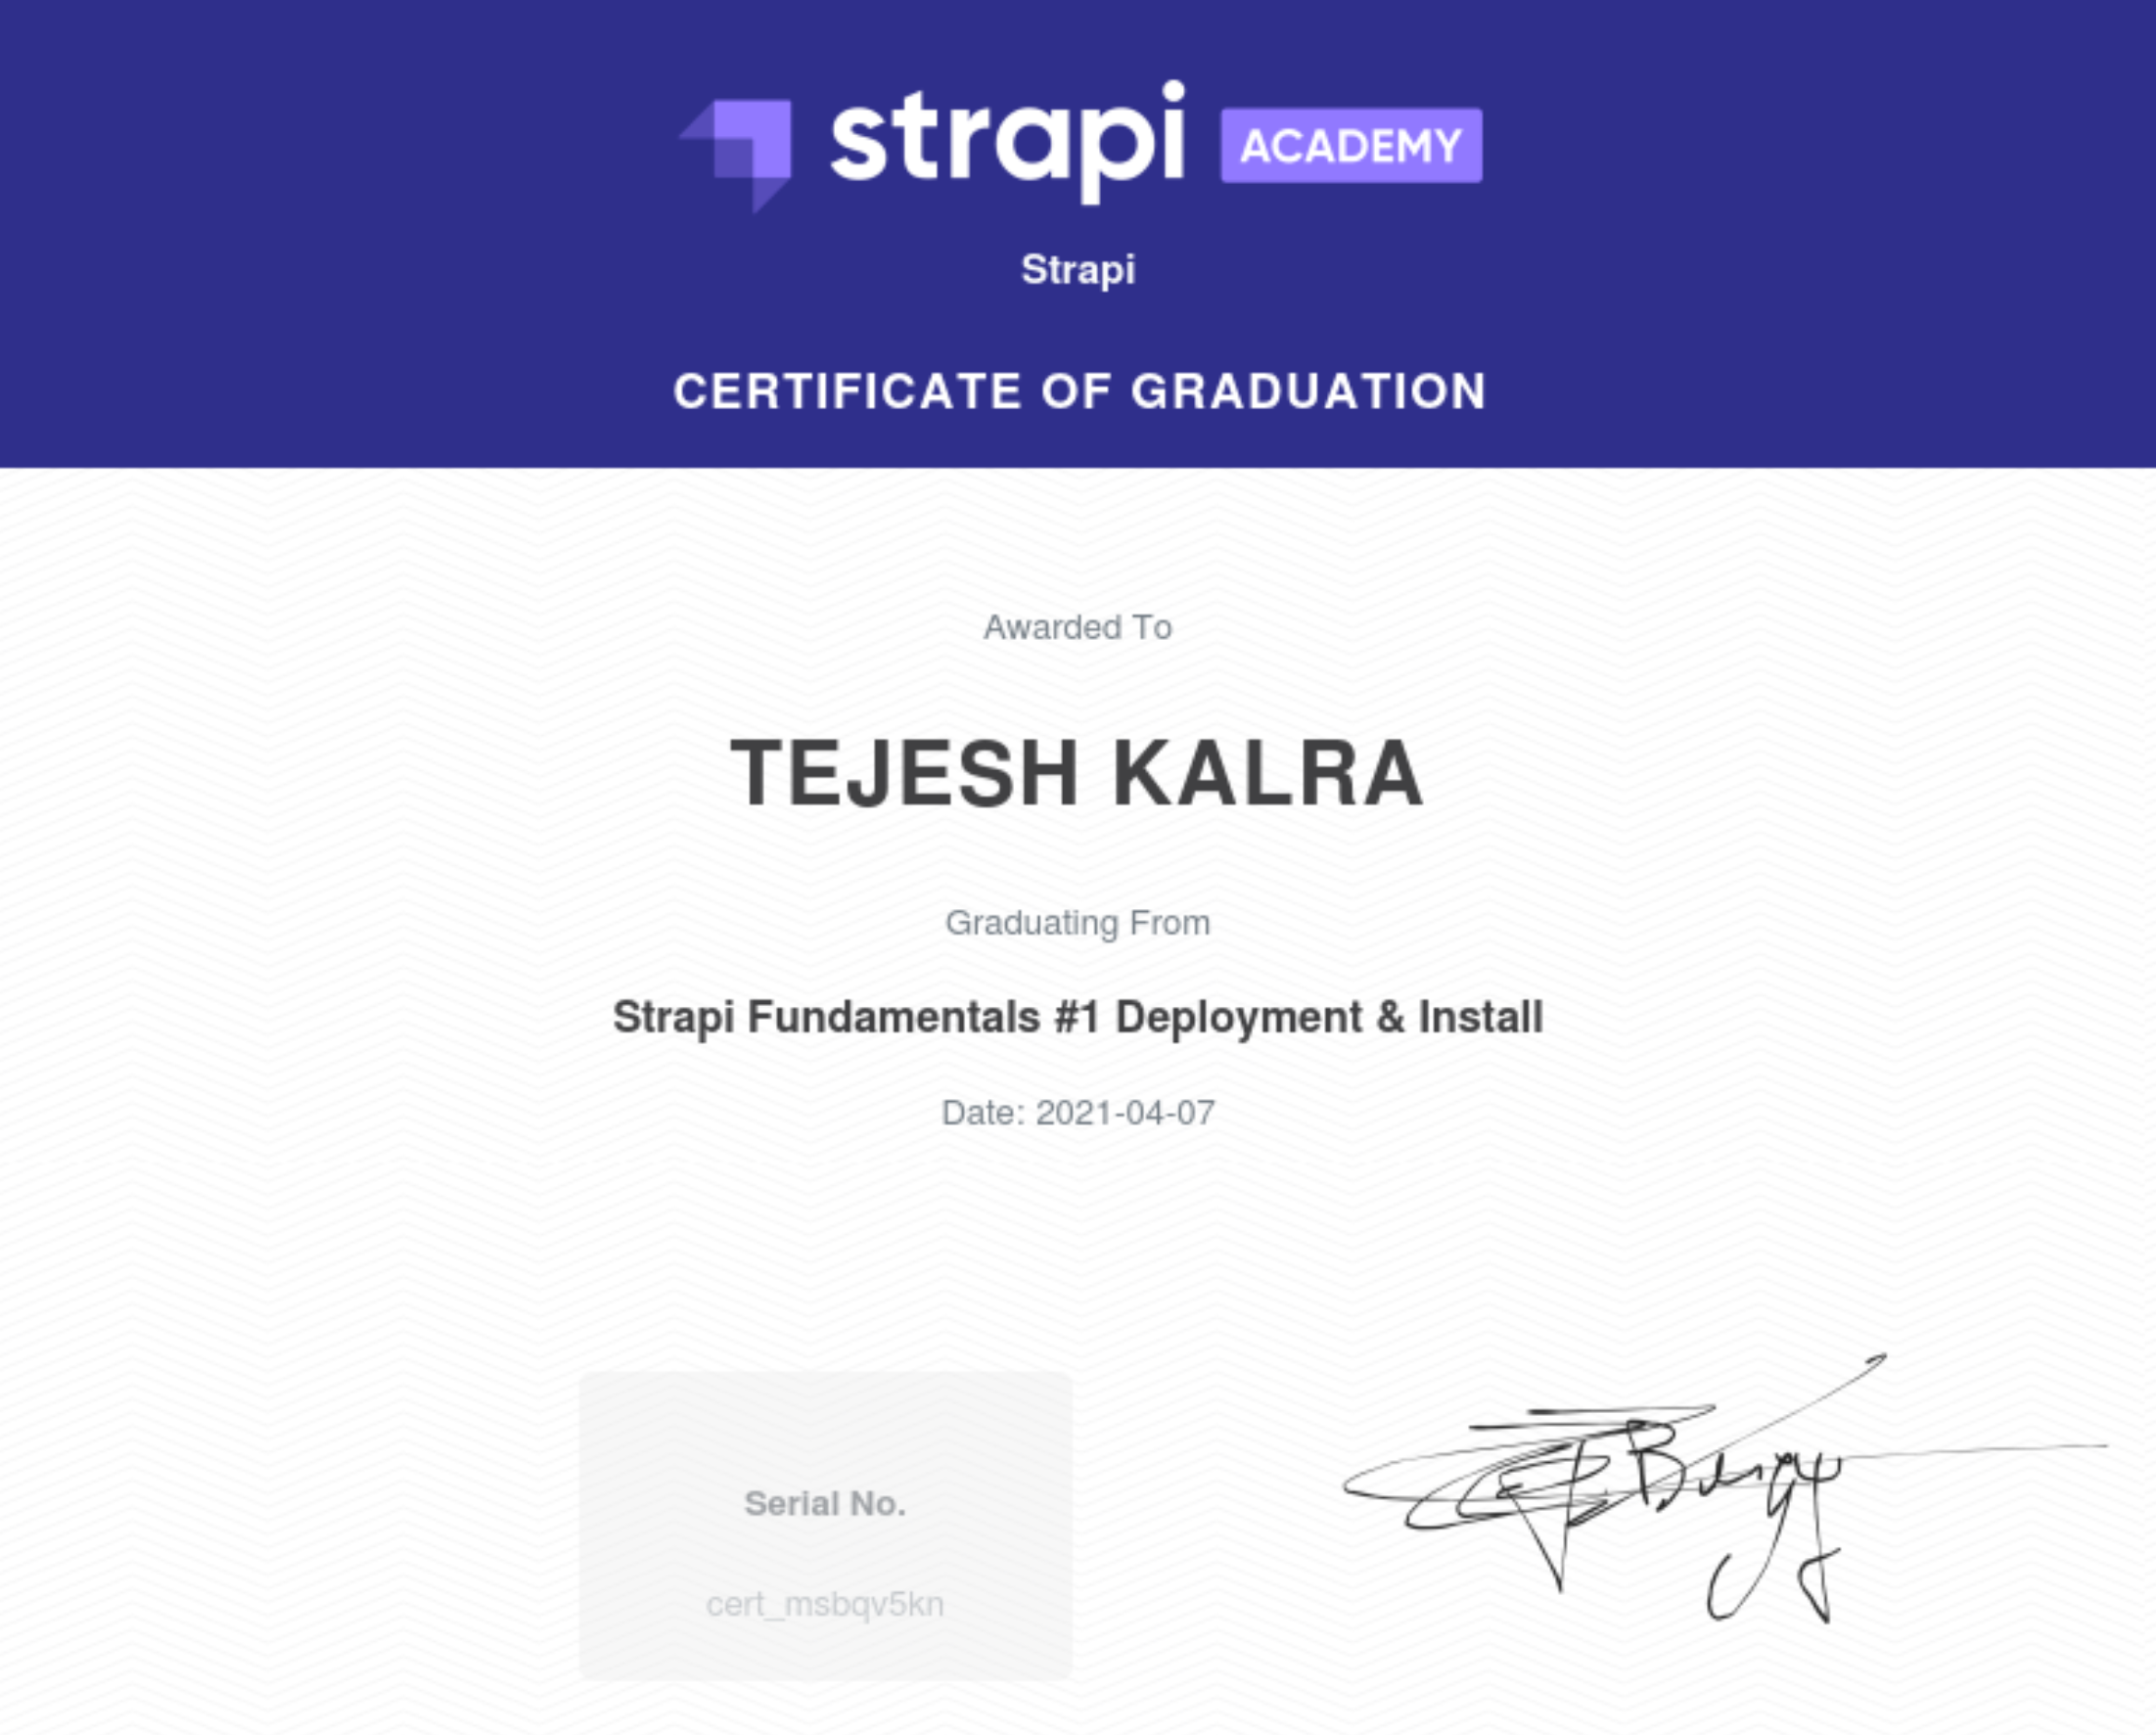 strapi ACADEMY
Strapi
CERTIFICATE OF GRADUATION
Awarded To
TEJESH KALRA
Graduating From
Strapi Fundamentals #1 Deployment & Install
Date: 2021-04-07
Serial No.
cert_msbqv5kn